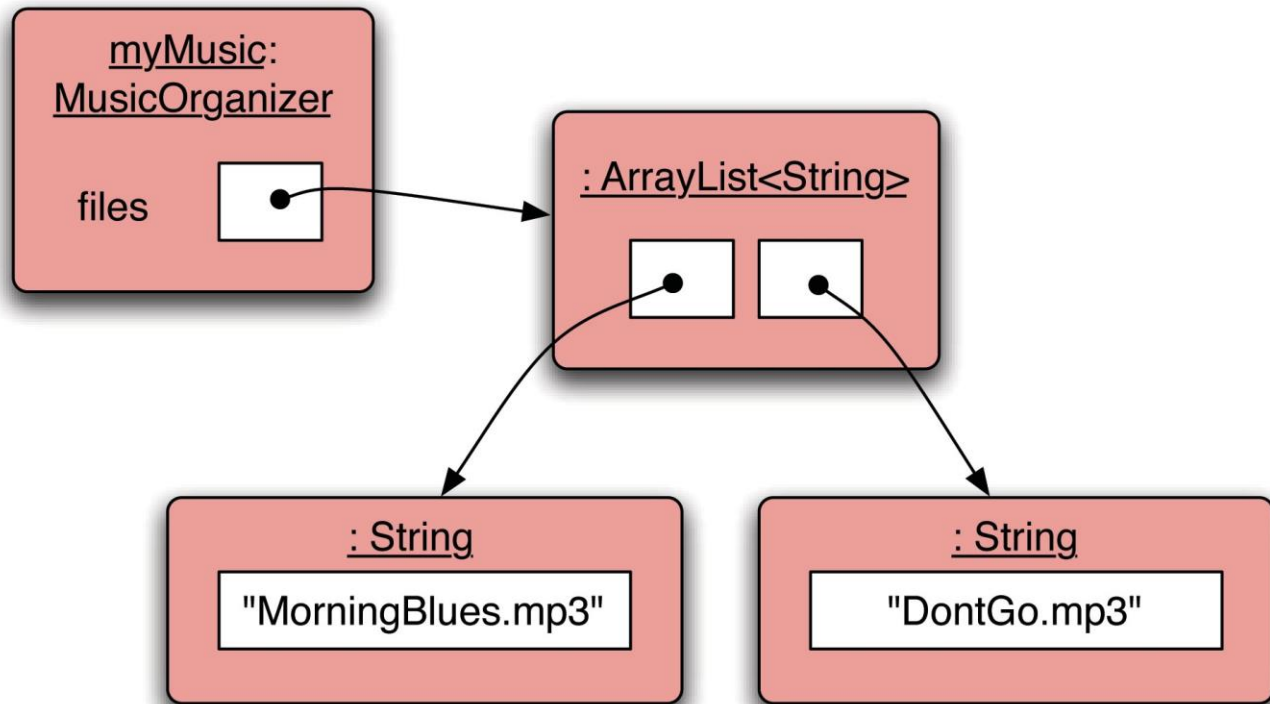 myMusic:
MusicOrganizer
files
: ArrayList<String>
: String
"MorningBlues.mp3"
: String
"DontGo.mp3"